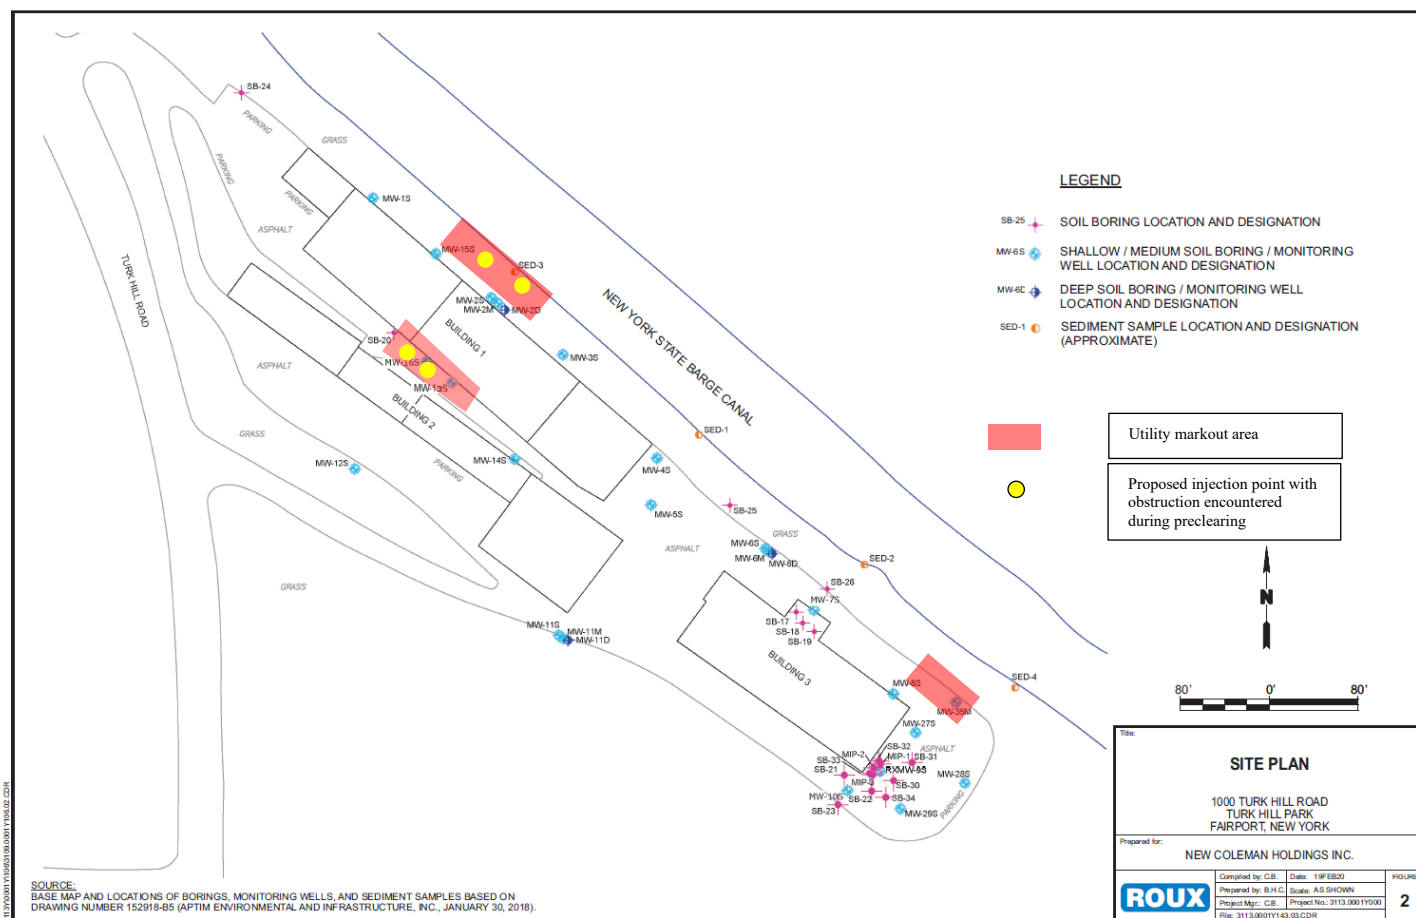 SB-24
PARKING
GRASS
PARKING
PARKING
MW-1S
ASPHALT
TURK HILL ROAD
MW-15S
SED-3
MW-2S
MW-2M
MW-2D
NEW YORK STATE BARGE CANAL
BUILDING 1
SB-20
MW-3S
MW-16S
MW-13S
ASPHALT
BUILDING 2
SED-1
GRASS
MW-12S
PARKING
MW-14S
MW-4S
MW-5S
SB-25
GRASS
ASPHALT
MW-6S
MW-6M
MW-6D
SED-2
SB-26
GRASS
MW-7S
SB-17
SB-18
SB-19
MW-11S
MW-11M
MW-11D
BUILDING 3
SED-4
MW-8S
MW-35M
MW-27S
ASPHALT
SB-32
MIP-2
MIP-1
SB-31
SB-33
SB-21
RXMW-9S
MIP-3
SB-30
MW-28S
MW-10S
SB-22
SB-34
SB-23
MW-29S
PARKING
LEGEND
SB-25 SOIL BORING LOCATION AND DESIGNATION
MW-6S SHALLOW / MEDIUM SOIL BORING / MONITORING
WELL LOCATION AND DESIGNATION
MW-6D DEEP SOIL BORING / MONITORING WELL
LOCATION AND DESIGNATION
SED-1 SEDIMENT SAMPLE LOCATION AND DESIGNATION
(APPROXIMATE)
Utility markout area
Proposed injection point with
obstruction encountered
during preclearing
N
80' 0' 80'
Title:
SITE PLAN
1000 TURK HILL ROAD
TURK HILL PARK
FAIRPORT, NEW YORK
Prepared for:
NEW COLEMAN HOLDINGS INC.
ROUX
Compiled by: C.B. Date: 19FEB20
Prepared by: B.H.C. Scale: AS SHOWN
Project Mgr.: C.B. Project No.: 3113.0001Y000
File: 3113.0001Y143.03.CDR
FIGURE
2
SOURCE:
BASE MAP AND LOCATIONS OF BORINGS, MONITORING WELLS, AND SEDIMENT SAMPLES BASED ON
DRAWING NUMBER 152918-B5 (APTIM ENVIRONMENTAL AND INFRASTRUCTURE, INC., JANUARY 30, 2018).